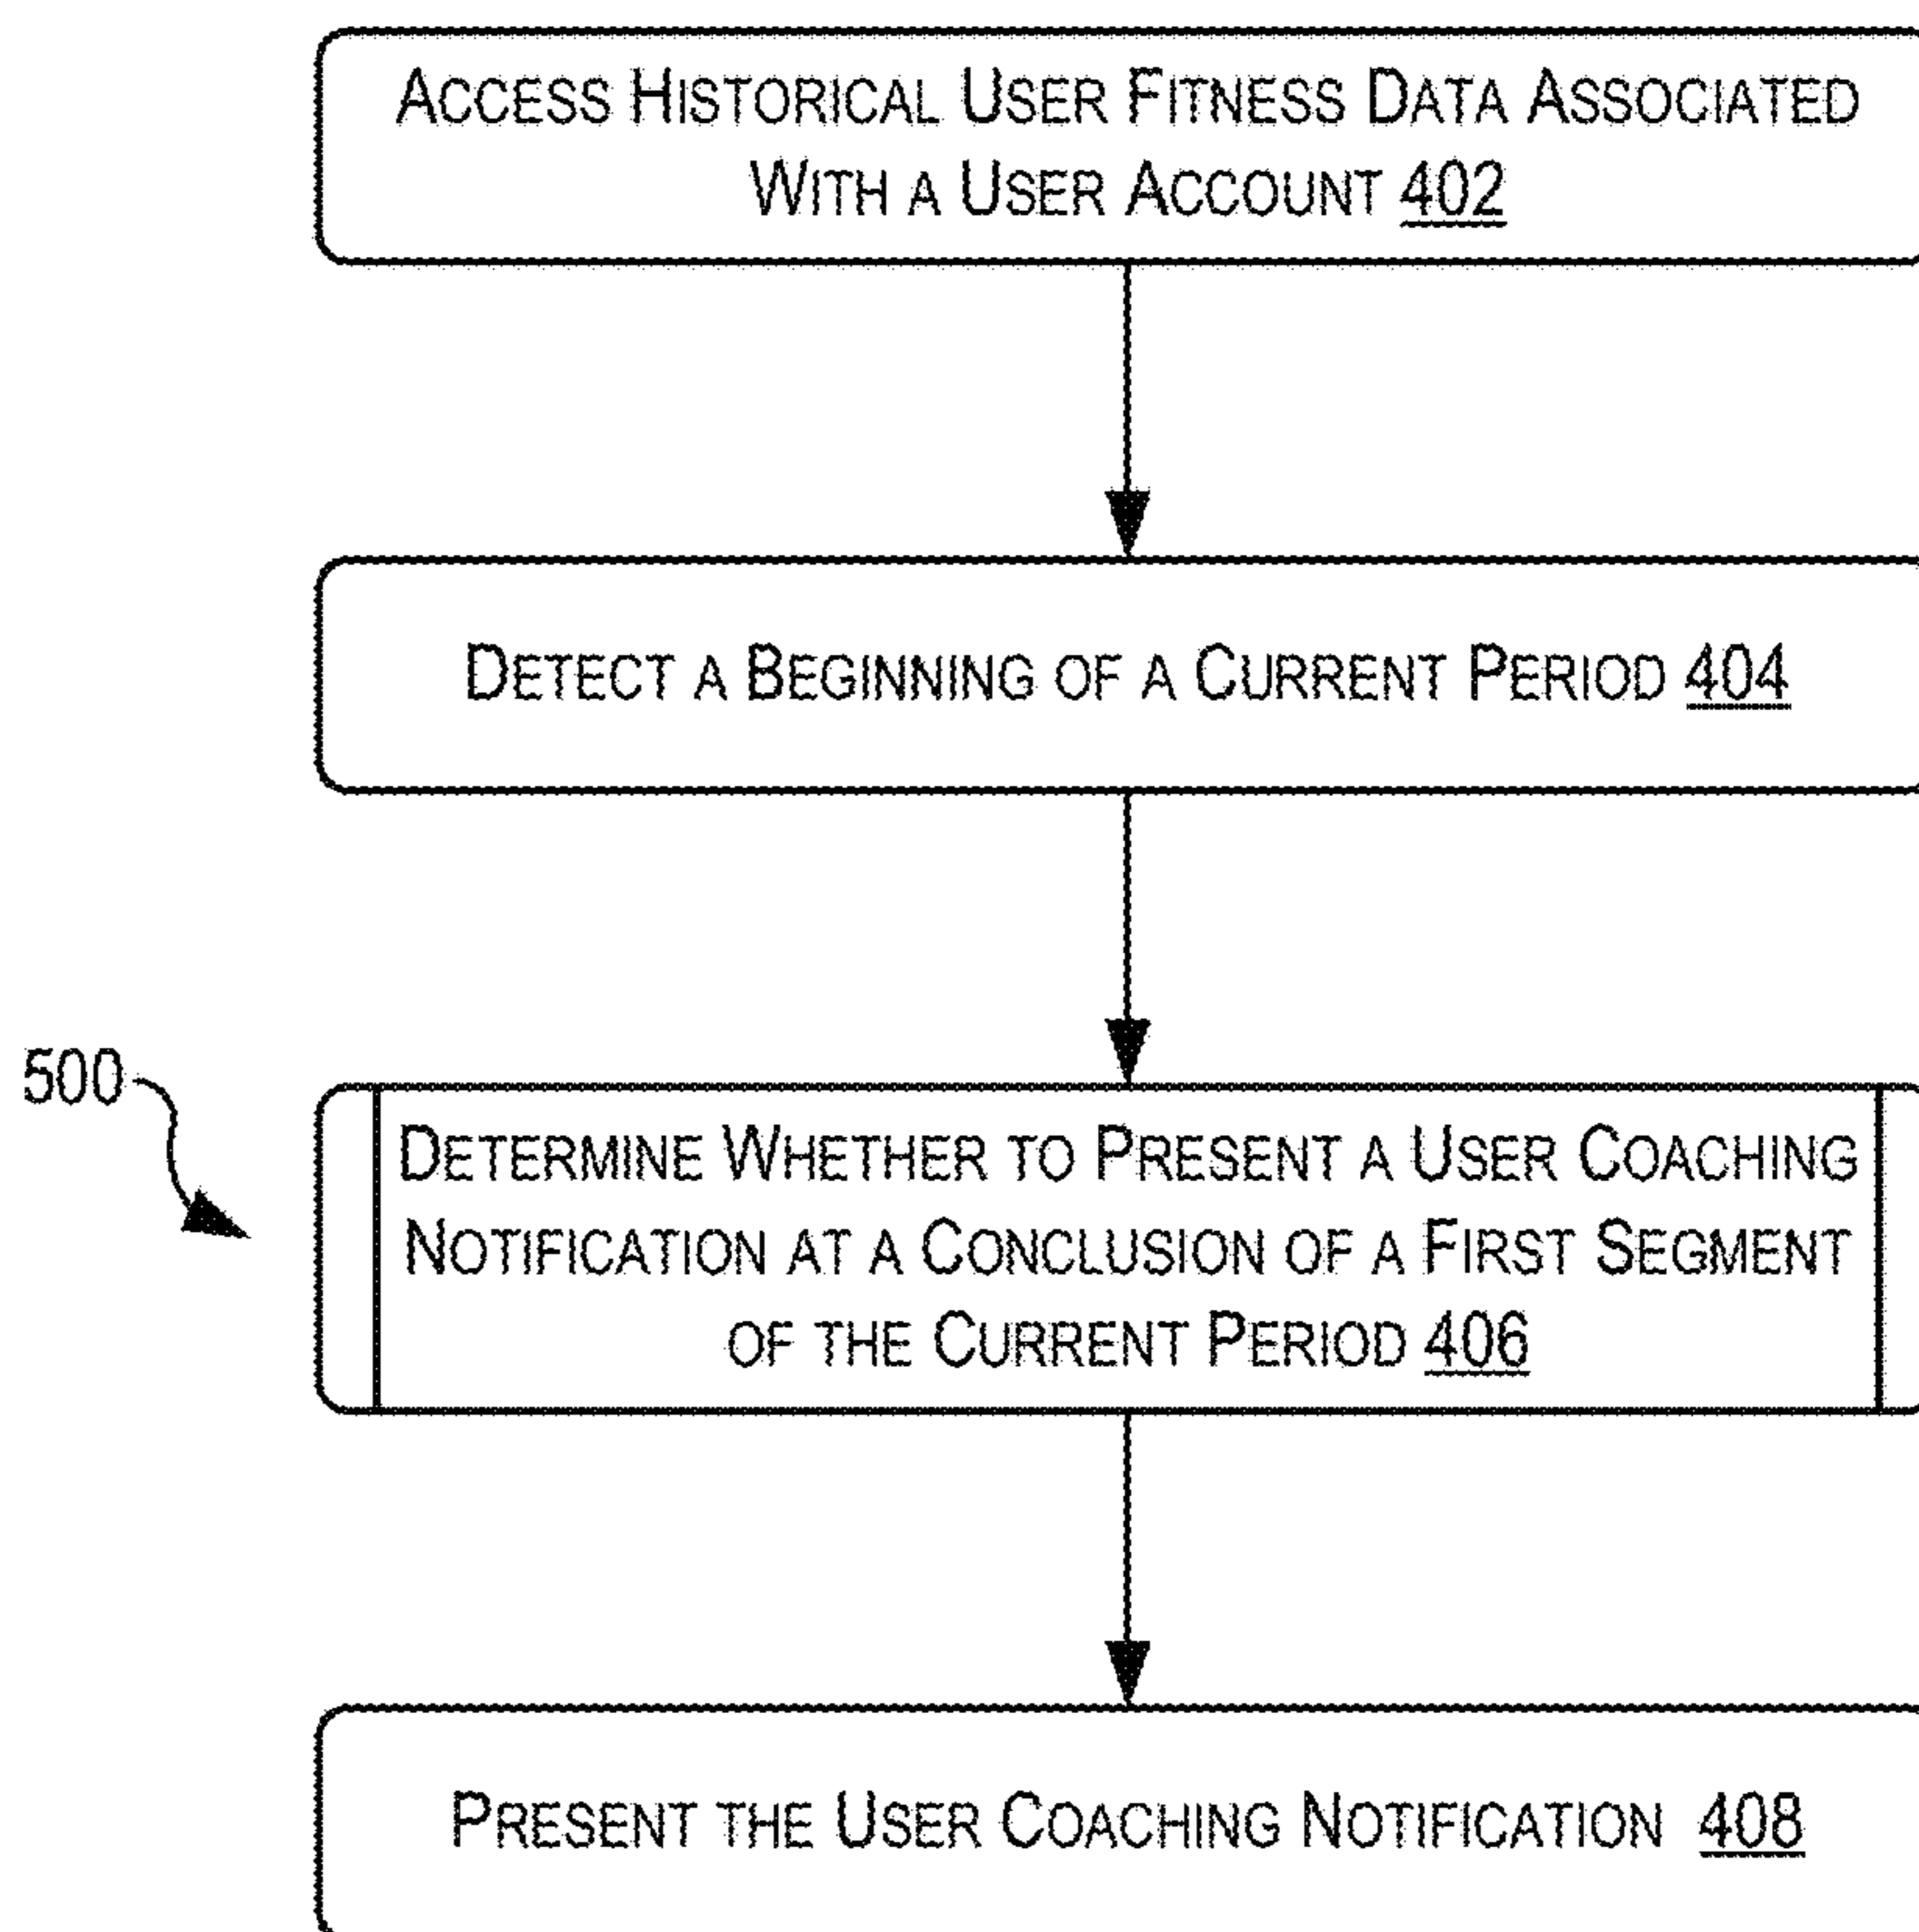 ACCESS HISTORICAL USER FITNESS DATA ASSOCIATED
WITH A USER ACCOUNT 402
DETECT A BEGINNING OF A CURRENT PERIOD 404
500
DETERMINE WHETHER TO PRESENT A USER COACHING
NOTIFICATION AT A CONCLUSION OF A FIRST SEGMENT
OF THE CURRENT PERIOD 406
PRESENT THE USER COACHING NOTIFICATION 408